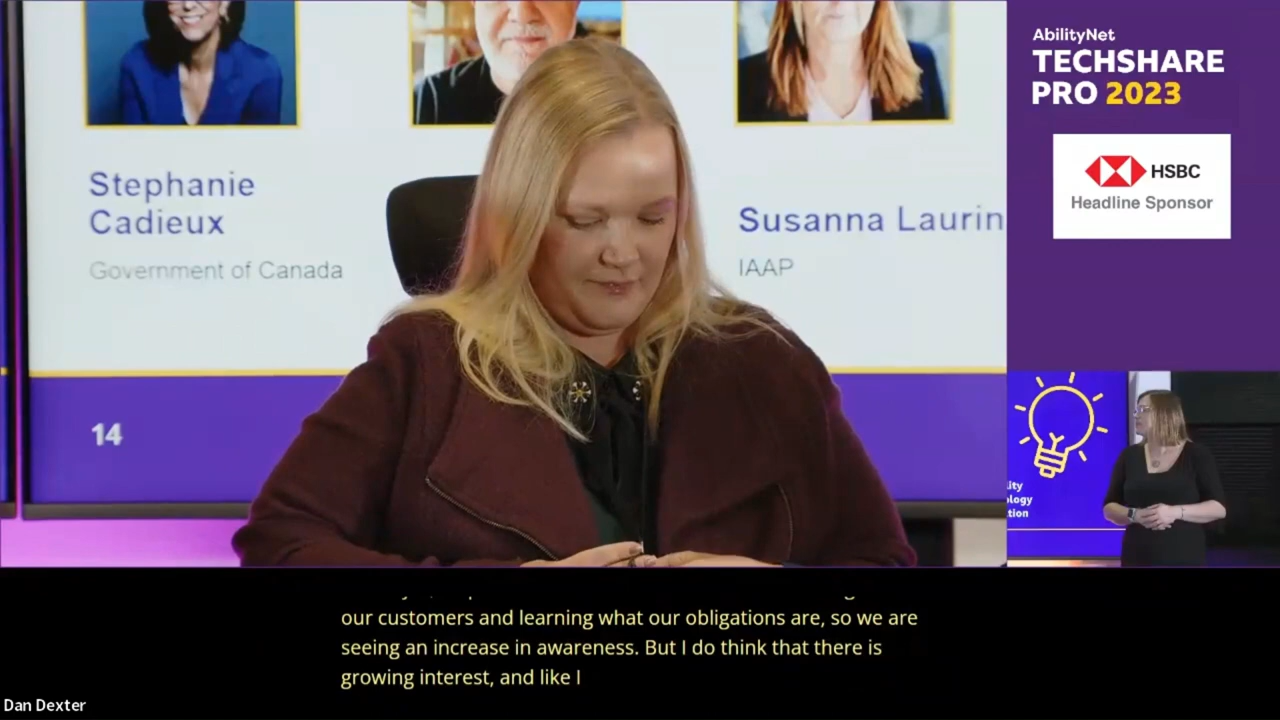 Stephanie
Cadieux
Government of Canada
Susanna Laurin
IAAP
14
AbilityNet
TECHSHARE
PRO 2023
HSBC
Headline Sponsor
our customers and learning what our obligations are, so we are
seeing an increase in awareness. But I do think that there is
growing interest, and like I
Dan Dexter